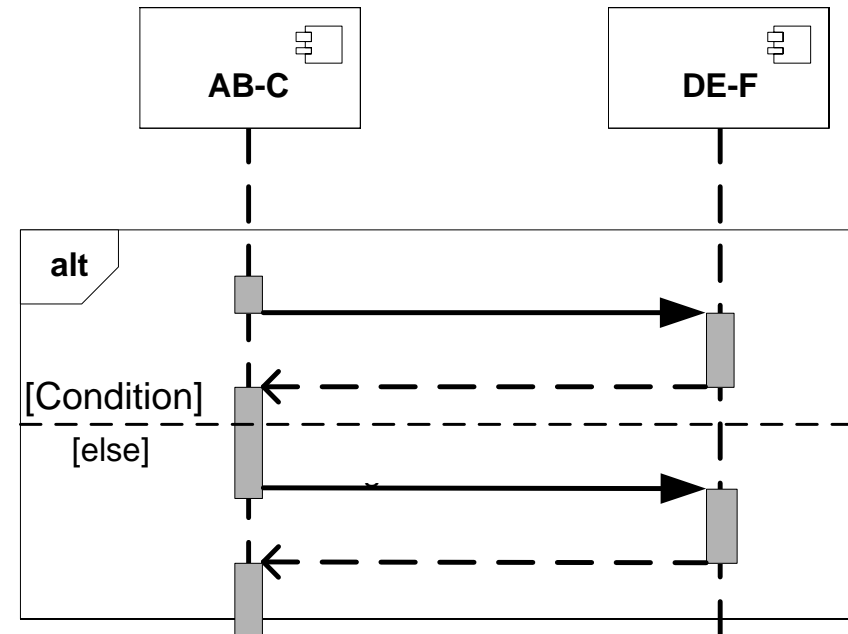 AB-C
DE-F
alt
[Condition]
[else]